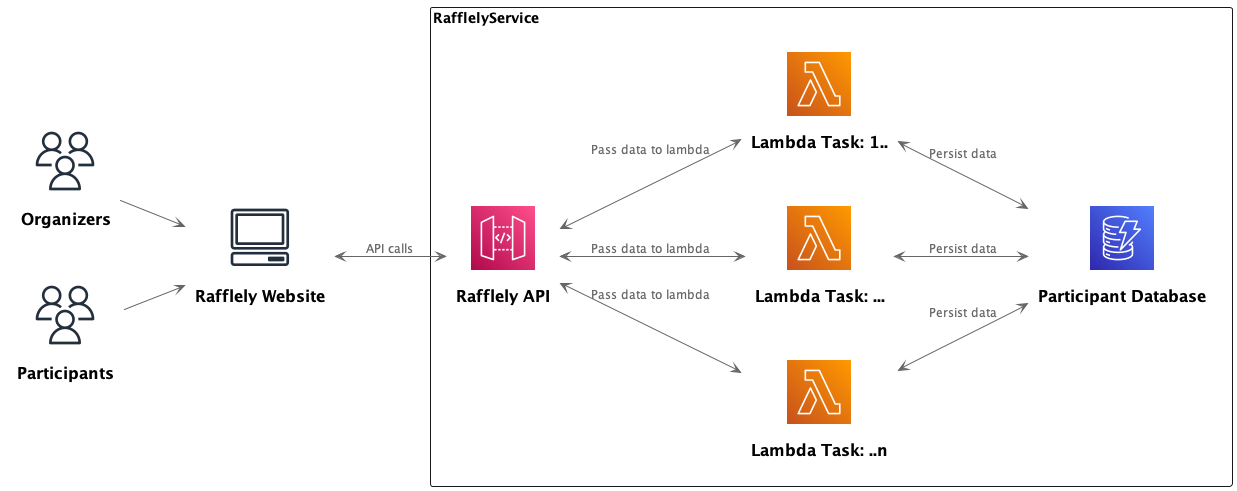 RafflelyService
Organizers
Participants
Rafflely Website
API calls
Rafflely API
Pass data to lambda
Pass data to lambda
Pass data to lambda
Lambda Task: 1..
Lambda Task: ...
Lambda Task: ..n
Persist data
Persist data
Persist data
Participant Database